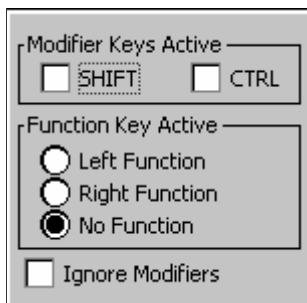 Modifier Keys Active
SHIFT CTRL
Function Key Active
Left Function
Right Function
No Function
Ignore Modifiers